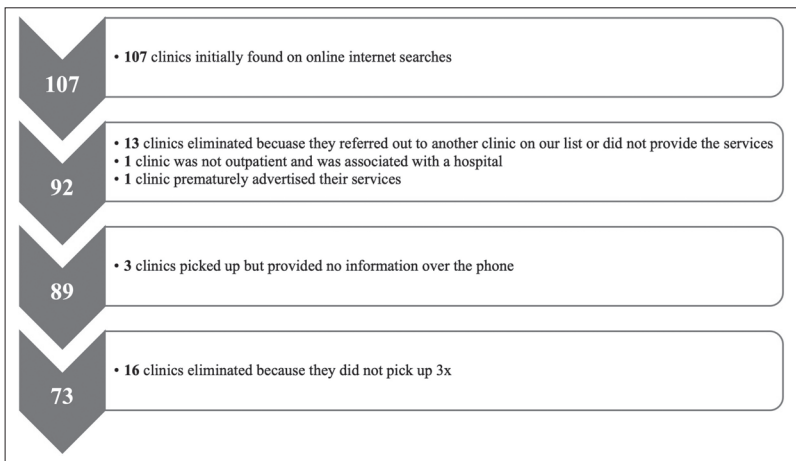 107
• 107 clinics initially found on online internet searches
92
• 13 clinics eliminated becuase they referred out to another clinic on our list or did not provide the services
• 1 clinic was not outpatient and was associated with a hospital
• 1 clinic prematurely advertised their services
89
• 3 clinics picked up but provided no information over the phone
73
• 16 clinics eliminated because they did not pick up 3x